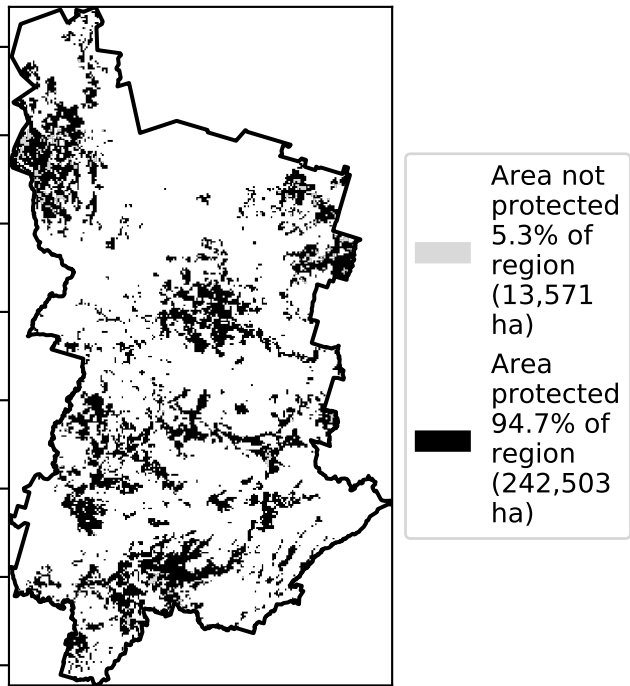 Area not
protected
5.3% of
region
(13,571
ha)
Area
protected
94.7% of
region
(242,503
ha)